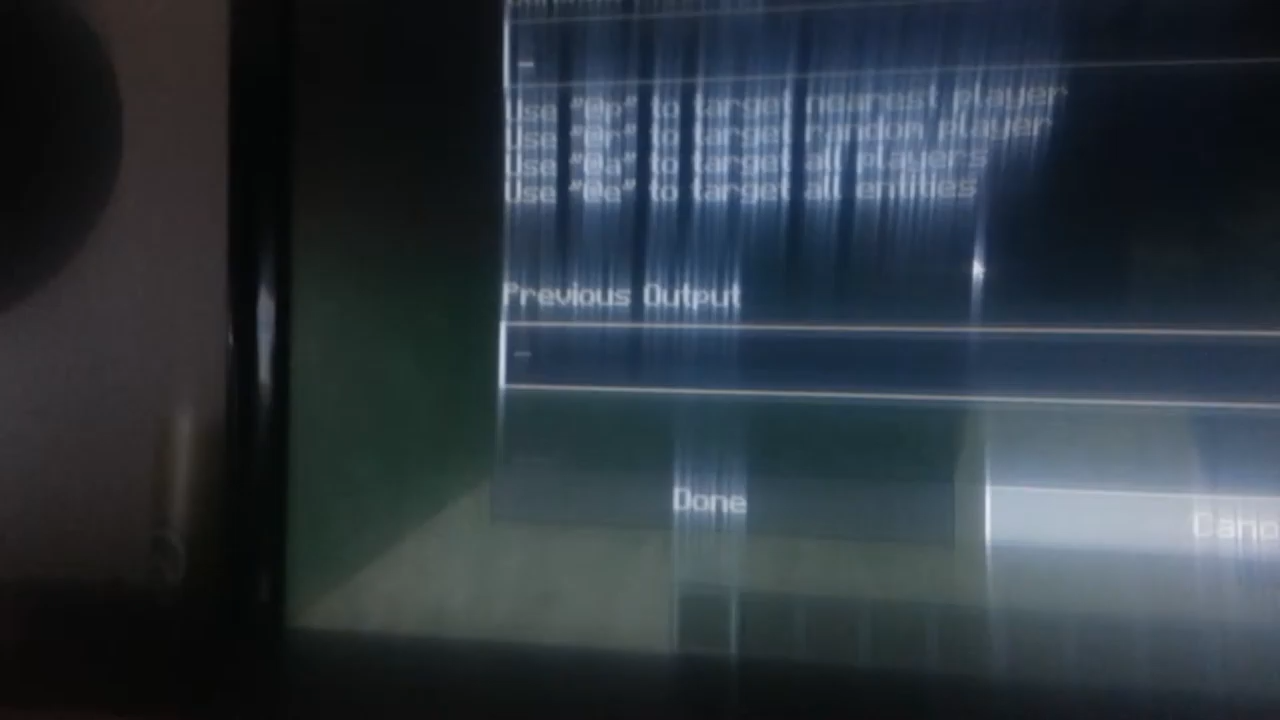 Use "@p" to target nearest player
Use "@r" to target random player
Use "@a" to target all players
Use "@e" to target all entities
Previous Output
-
Done
Canc